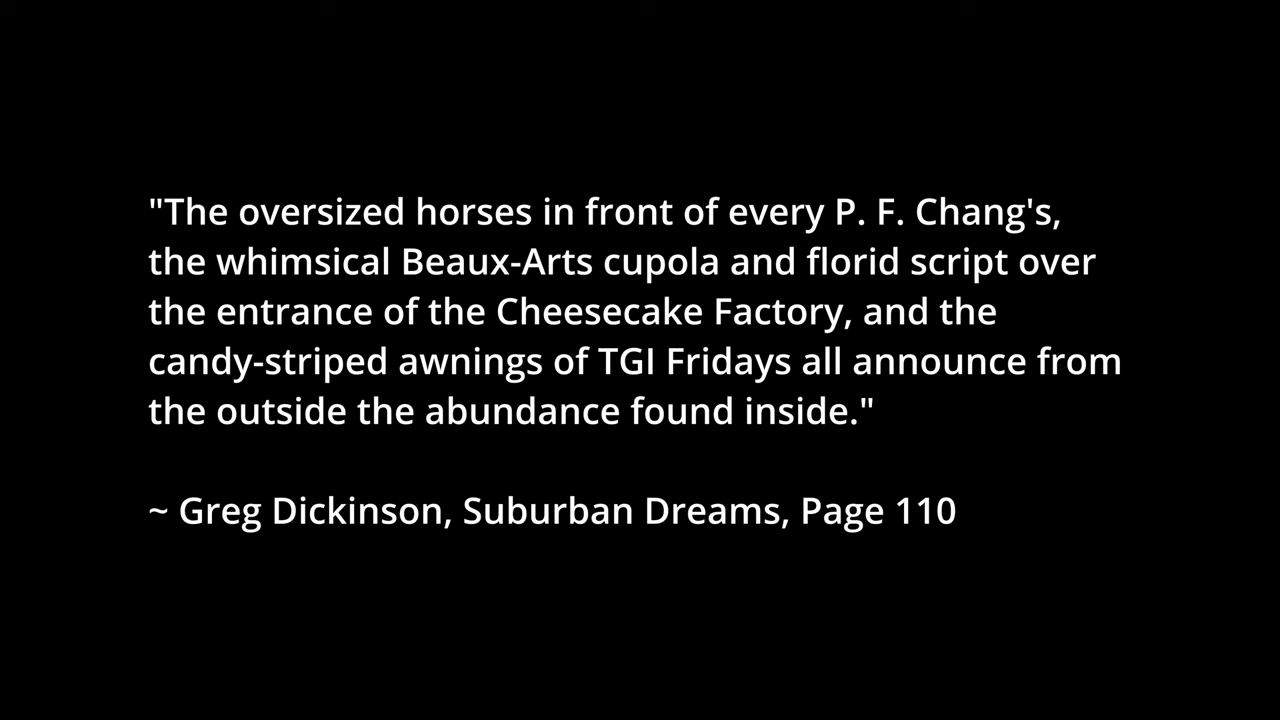 "The oversized horses in front of every P. F. Chang's,
the whimsical Beaux-Arts cupola and florid script over
the entrance of the Cheesecake Factory, and the
candy-striped awnings of TGI Fridays all announce from
the outside the abundance found inside."
~ Greg Dickinson, Suburban Dreams, Page 110